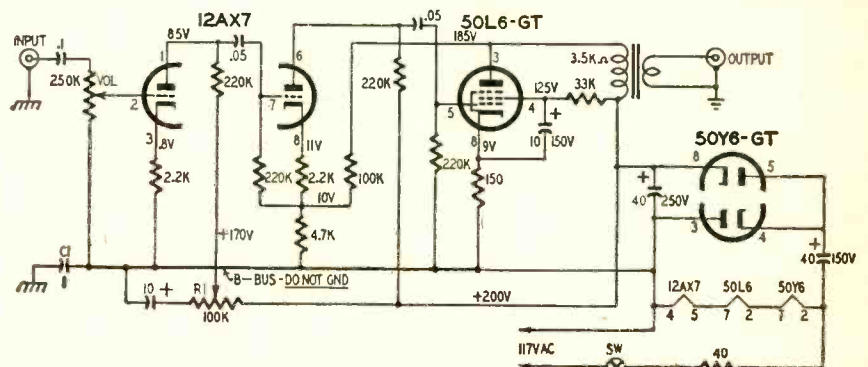 12AX7
50L6-GT
INPUT
.1
250K
VOL
2
1
85V
.05
220K
3
.8V
2.2K
6
7
8
11V
220K
2.2K
10V
4.7K
100K
.05
220K
185V
3
5
4
8
9V
220K
150
125V
33K
+
10
150V
3.5K
OUTPUT
50Y6-GT
8
5
3
4
+
40
250V
+
40
150V
+170V
B-BUS-DO NOT GND
C1
10 +
R1
100K
+200V
12AX7
50L6
50Y6
4
5
7
2
7
2
117VAC
SW
40